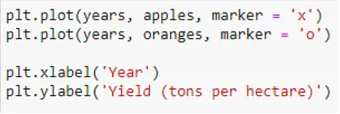 plt.plot(years, apples, marker = 'x')
plt.plot(years, oranges, marker = 'o')
plt.xlabel('Year')
plt.ylabel('Yield (tons per hectare)')